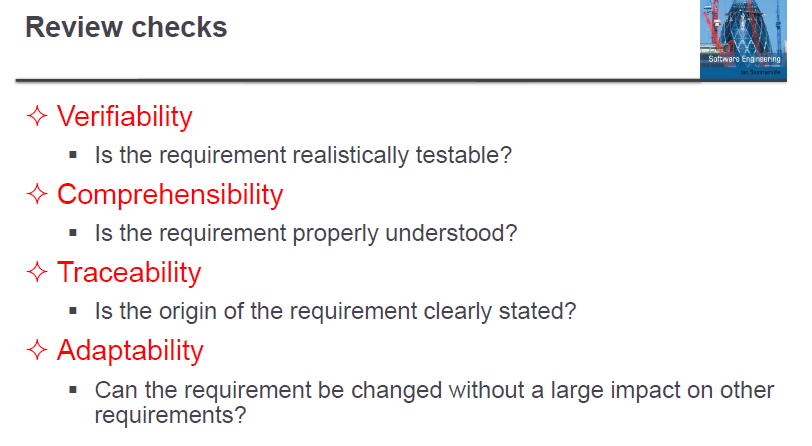 Review checks
Software Engineering
Ian Sommerville
Verifiability
Is the requirement realistically testable?
Comprehensibility
Is the requirement properly understood?
Traceability
Is the origin of the requirement clearly stated?
Adaptability
Can the requirement be changed without a large impact on other
requirements?